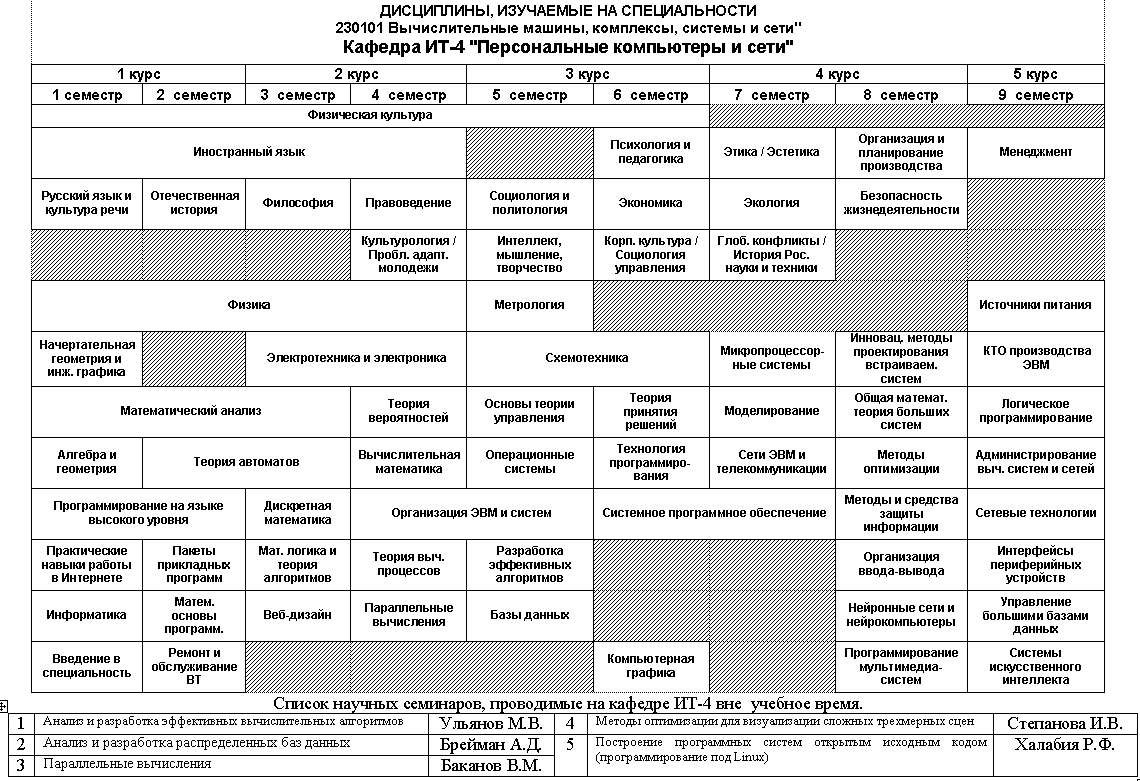 ДИСЦИПЛИНЫ, ИЗУЧАЕМЫЕ НА СПЕЦИАЛЬНОСТИ
230101 Вычислительные машины, комплексы, системы и сети"
Кафедра ИТ-4 "Персональные компьютеры и сети"
1 курс 2 курс 3 курс 4 курс 5 курс
1 семестр 2 семестр 3 семестр 4 семестр 5 семестр 6 семестр 7 семестр 8 семестр 9 семестр
Физическая культура
Иностранный язык
Психология и
педагогика
Этика / Эстетика
Организация и
планирование
производства
Менеджмент
Русский язык и
культура речи
Отечественная
история
Философия
Правоведение
Социология и
политология
Экономика
Экология
Безопасность
жизнедеятельности
Культурология /
Пробл. адапт.
молодежи
Интеллект,
мышление,
творчество
Корп. культура /
Социология
управления
Глоб. конфликты /
История Рос.
науки и техники
Физика
Метрология
Источники питания
Начертательная
геометрия и
инж. графика
Электротехника и электроника
Схемотехника
Микропроцессор-
ные системы
Инновац. методы
проектирования
встраиваем.
систем
КТО производства
ЭВМ
Математический анализ
Теория
вероятностей
Основы теории
управления
Теория
принятия
решений
Моделирование
Общая математ.
теория больших
систем
Логическое
программирование
Алгебра и
геометрия
Теория автоматов
Вычислительная
математика
Операционные
системы
Технология
программиро-
вания
Сети ЭВМ и
телекоммуникации
Методы
оптимизации
Администрирование
выч. систем и сетей
Программирование на языке
высокого уровня
Дискретная
математика
Организация ЭВМ и систем
Системное программное обеспечение
Методы и средства
защиты
информации
Сетевые технологии
Практические
навыки работы
в Интернете
Пакеты
прикладных
программ
Мат. логика и
теория
алгоритмов
Теория выч.
процессов
Разработка
эффективных
алгоритмов
Организация
ввода-вывода
Интерфейсы
периферийных
устройств
Информатика
Матем.
основы
программ.
Веб-дизайн
Параллельные
вычисления
Базы данных
Нейронные сети и
нейрокомпьютеры
Управление
большими базами
данных
Введение в
специальность
Ремонт и
обслуживание
ВТ
Компьютерная
графика
Программирование
мультимедиа-
систем
Системы
искусственного
интеллекта
Список научных семинаров, проводимые на кафедре ИТ-4 вне учебное время.
1 Анализ и разработка эффективных вычислительных алгоритмов Ульянов М.В.
2 Анализ и разработка распределенных баз данных Брейман А.Д.
3 Параллельные вычисления Баканов В.М.
4 Методы оптимизации для визуализации сложных трехмерных сцен Степанова И.В.
5 Построение программных систем открытым исходным кодом
(программирование под Linux) Халабия Р.Ф.